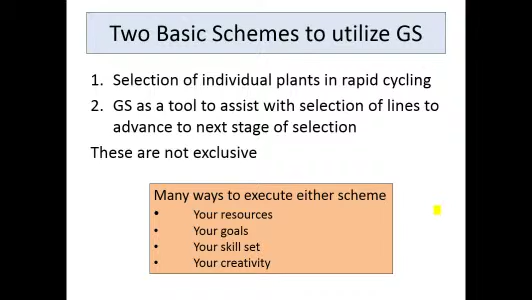 Two Basic Schemes to utilize GS
1. Selection of individual plants in rapid cycling
2. GS as a tool to assist with selection of lines to
advance to next stage of selection
These are not exclusive
Many ways to execute either scheme
• Your resources
• Your goals
• Your skill set
• Your creativity